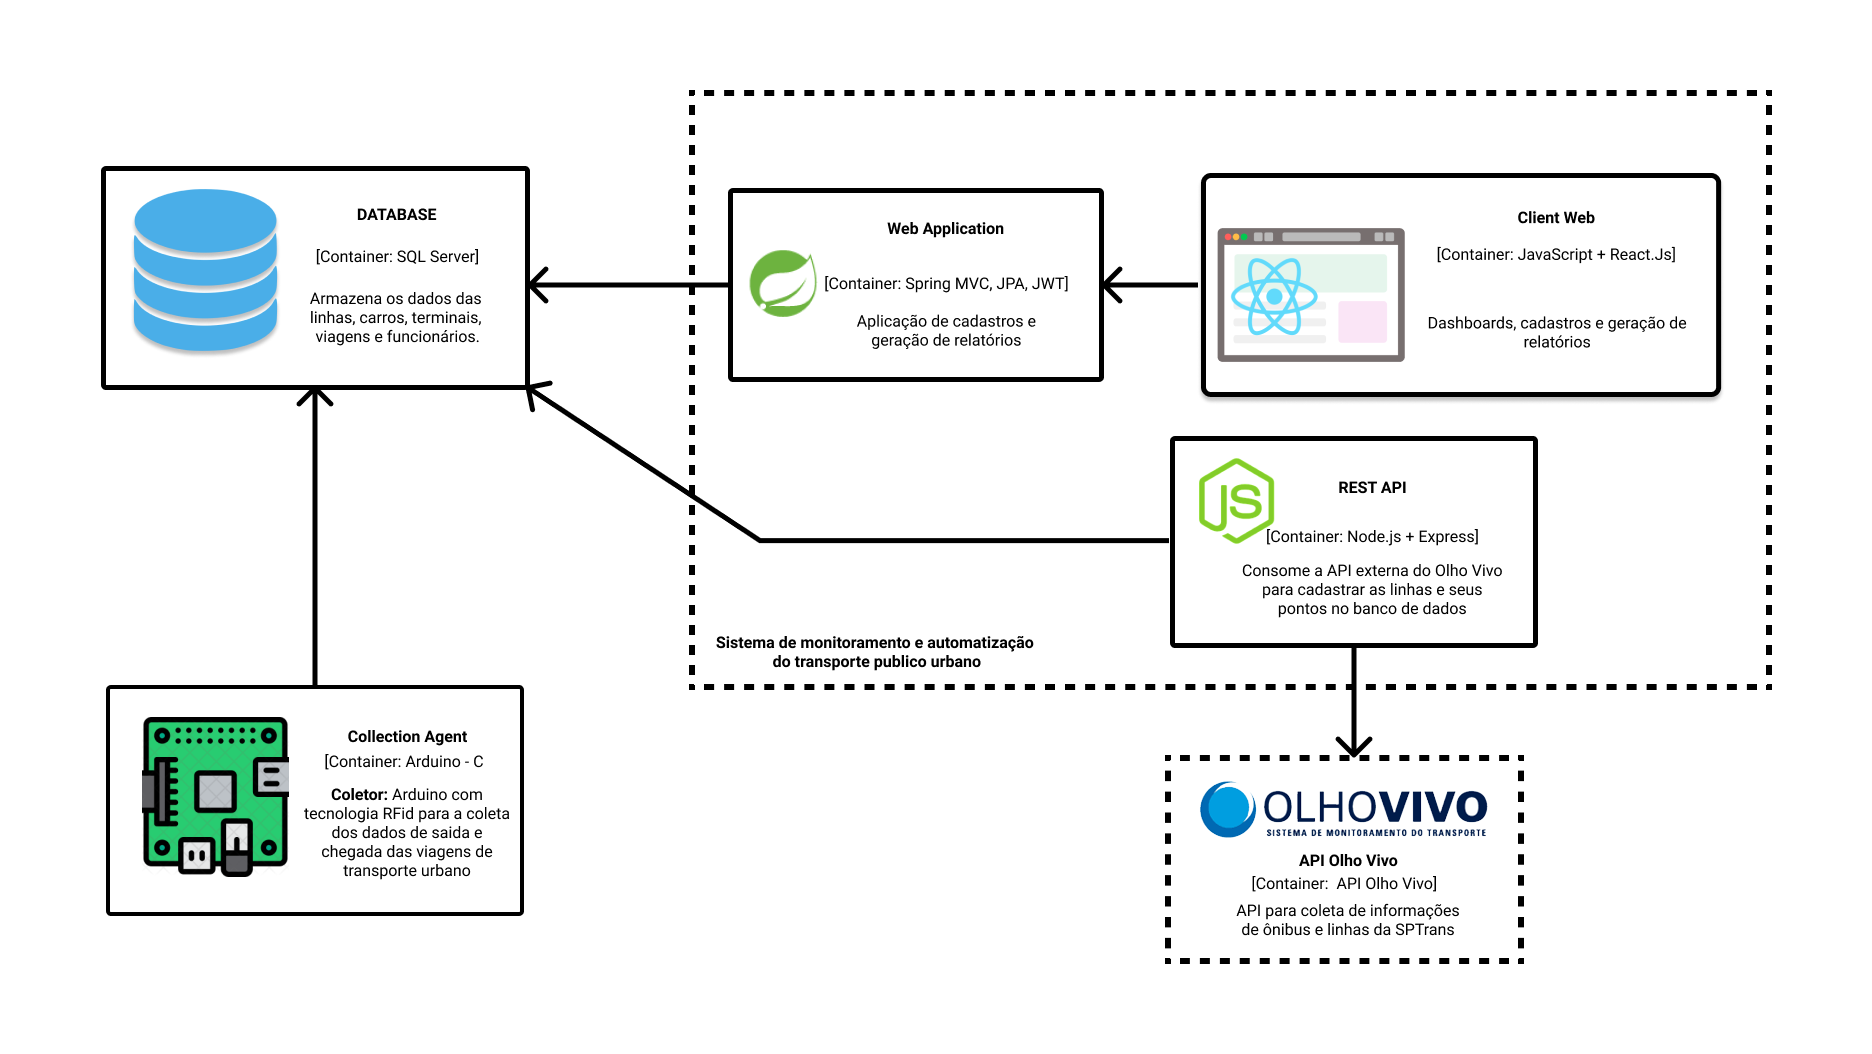 DATABASE
[Container: SQL Server]
Armazena os dados das
linhas, carros, terminais,
viagens e funcionários.
Web Application
[Container: Spring MVC, JPA, JWT]
Aplicação de cadastros e
geração de relatórios
Client Web
[Container: JavaScript + React.Js]
Dashboards, cadastros e geração de
relatórios
JS
REST API
[Container: Node.js + Express]
Consome a API externa do Olho Vivo
para cadastrar as linhas e seus
pontos no banco de dados
Sistema de monitoramento e automatização
do transporte publico urbano
Collection Agent
[Container: Arduino - C
Coletor: Arduino com
tecnologia RFid para a coleta
dos dados de saida e
chegada das viagens de
transporte urbano
OLHOVIVO
SISTEMA DE MONITORAMENTO DO TRANSPORTE
API Olho Vivo
[Container:  API Olho Vivo]
API para coleta de informações
de ônibus e linhas da SPTrans